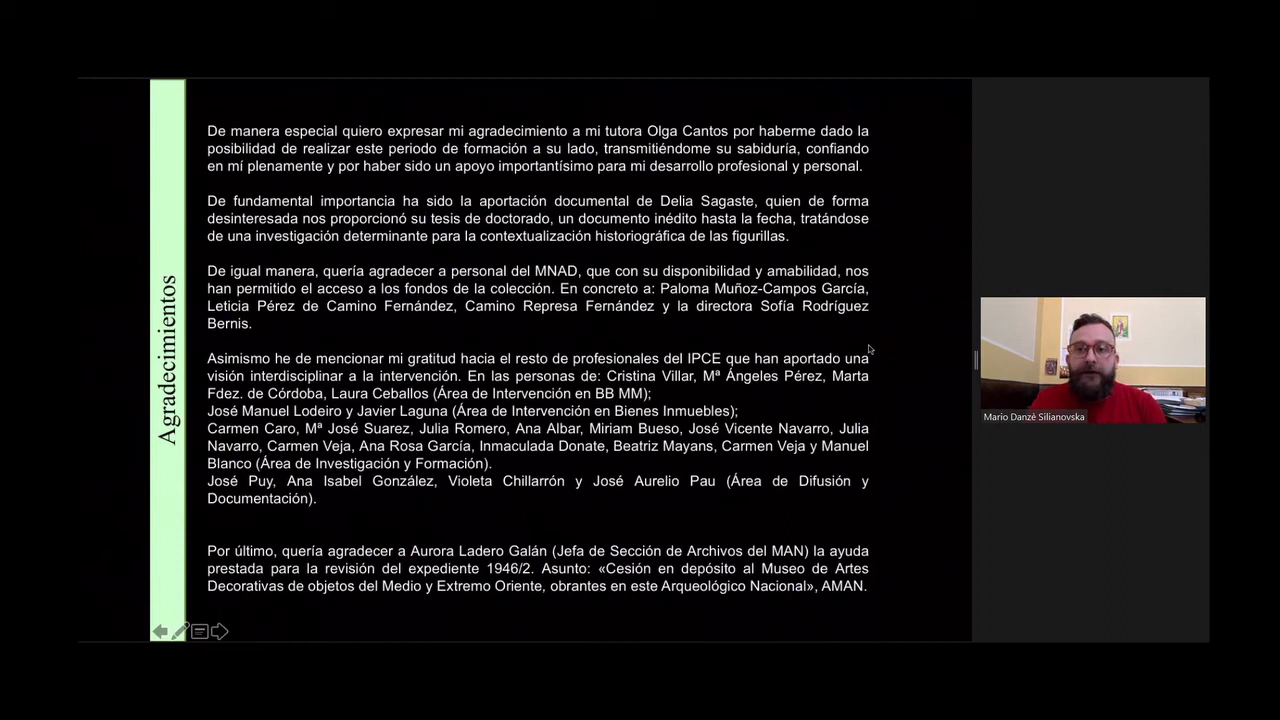 Agradecimientos
De manera especial quiero expresar mi agradecimiento a mi tutora Olga Cantos por haberme dado la
posibilidad de realizar este periodo de formación a su lado, transmitiéndome su sabiduría, confiando
en mí plenamente y por haber sido un apoyo importantísimo para mi desarrollo profesional y personal.
De fundamental importancia ha sido la aportación documental de Delia Sagaste, quien de forma
desinteresada nos proporcionó su tesis de doctorado, un documento inédito hasta la fecha, tratándose
de una investigación determinante para la contextualización historiográfica de las figurillas.
De igual manera, quería agradecer a personal del MNAD, que con su disponibilidad y amabilidad, nos
han permitido el acceso a los fondos de la colección. En concreto a: Paloma Muñoz-Campos García,
Leticia Pérez de Camino Fernández, Camino Represa Fernández y la directora Sofía Rodríguez
Bernis.
Asimismo he de mencionar mi gratitud hacia el resto de profesionales del IPCE que han aportado una
visión interdisciplinar a la intervención. En las personas de: Cristina Villar, Mª Ángeles Pérez, Marta
Fdez. de Córdoba, Laura Ceballos (Área de Intervención en BB MM);
José Manuel Lodeiro y Javier Laguna (Área de Intervención en Bienes Inmuebles);
Carmen Caro, Mª José Suarez, Julia Romero, Ana Albar, Miriam Bueso, José Vicente Navarro, Julia
Navarro, Carmen Veja, Ana Rosa García, Inmaculada Donate, Beatriz Mayans, Carmen Veja y Manuel
Blanco (Área de Investigación y Formación).
José Puy, Ana Isabel González, Violeta Chillarrón y José Aurelio Pau (Área de Difusión y
Documentación).
Por último, quería agradecer a Aurora Ladero Galán (Jefa de Sección de Archivos del MAN) la ayuda
prestada para la revisión del expediente 1946/2. Asunto: «Cesión en depósito al Museo de Artes
Decorativas de objetos del Medio y Extremo Oriente, obrantes en este Arqueológico Nacional», AMAN.
Mario Danzè Silianovska